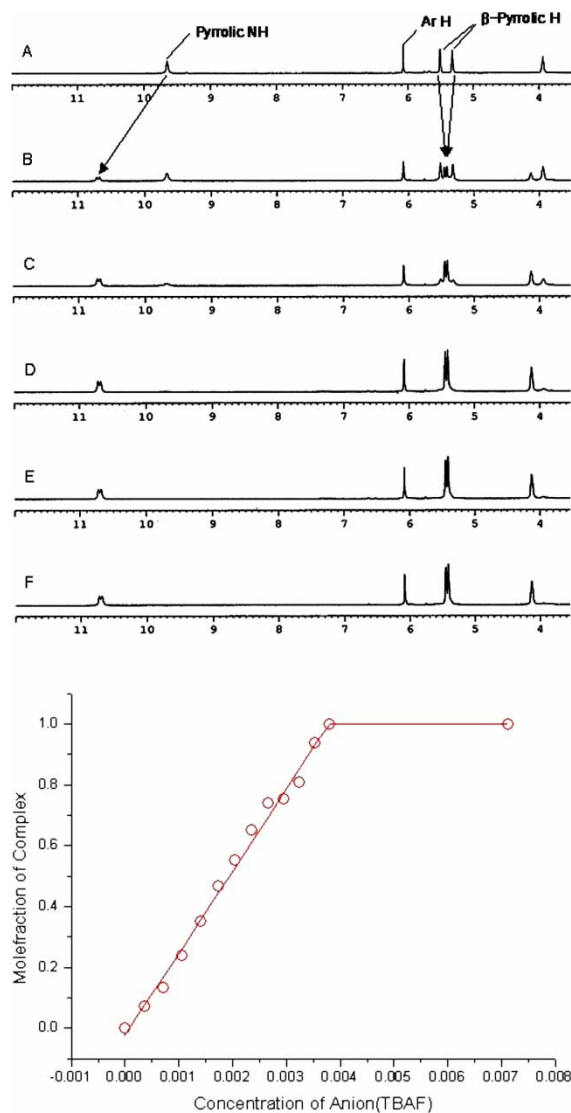 Pyrrolic NH
Ar H
β-Pyrrolic H
A
11 10 9 8 7 6 5 4
B
11 10 9 8 7 6 5 4
C
11 10 9 8 7 6 5 4
D
11 10 9 8 7 6 5 4
E
11 10 9 8 7 6 5 4
F
11 10 9 8 7 6 5 4
1.0
0.8
0.6
0.4
0.2
0.0
Molefraction of Complex
-0.001 0.000 0.001 0.002 0.003 0.004 0.005 0.006 0.007 0.008
Concentration of Anion(TBAF)